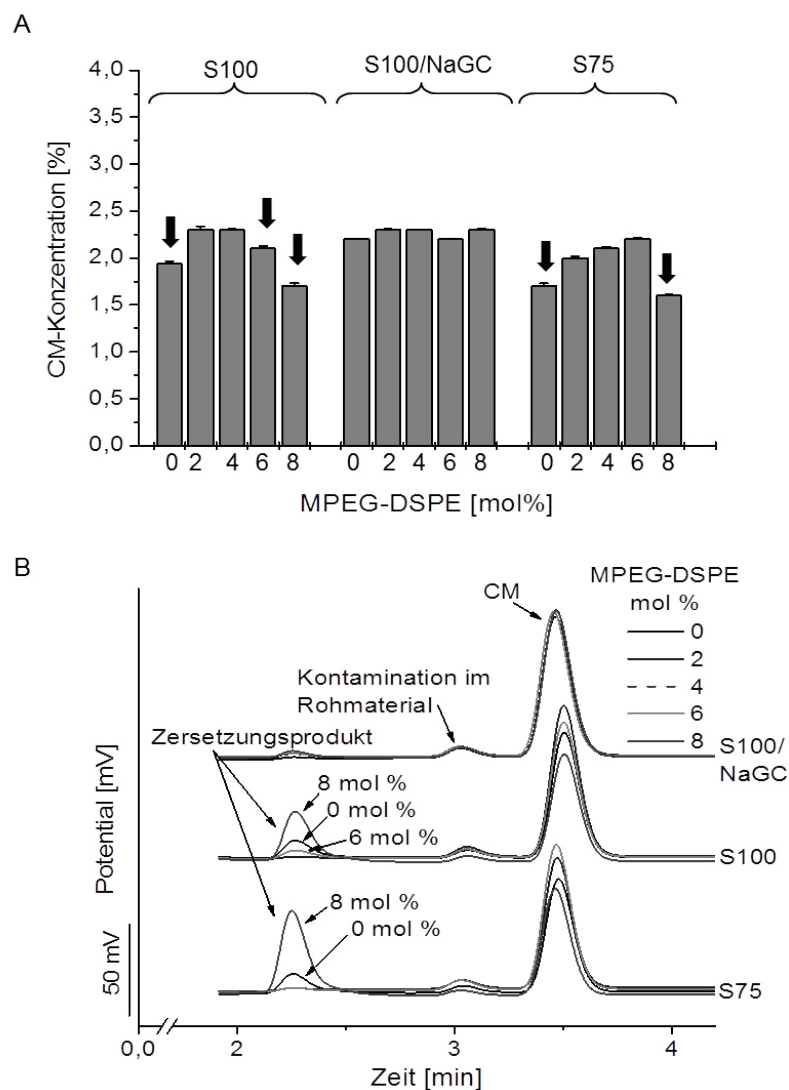 A
S100
S100/NaGC
S75
4,0
3,5
3,0
2,5
2,0
1,5
1,0
0,5
0,0
CM-Konzentration [%]
0 2 4 6 8 0 2 4 6 8 0 2 4 6 8
MPEG-DSPE [mol%]
B
MPEG-DSPE
mol %
0
2
4
6
8
CM
Kontamination im
Rohmaterial
Zersetzungsprodukt
S100/
NaGC
8 mol %
0 mol %
6 mol %
S100
8 mol %
0 mol %
S75
Potential [mV]
50 mV
0,0 2 3 4
Zeit [min]